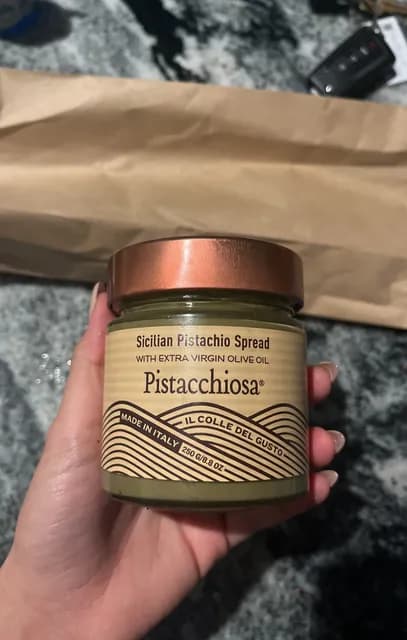 Sicilian Pistachio Spread
WITH EXTRA VIRGIN OLIVE OIL
Pistacchiosa®
IL COLLE DEL GUSTO
MADE IN ITALY
250 G/8.8 OZ